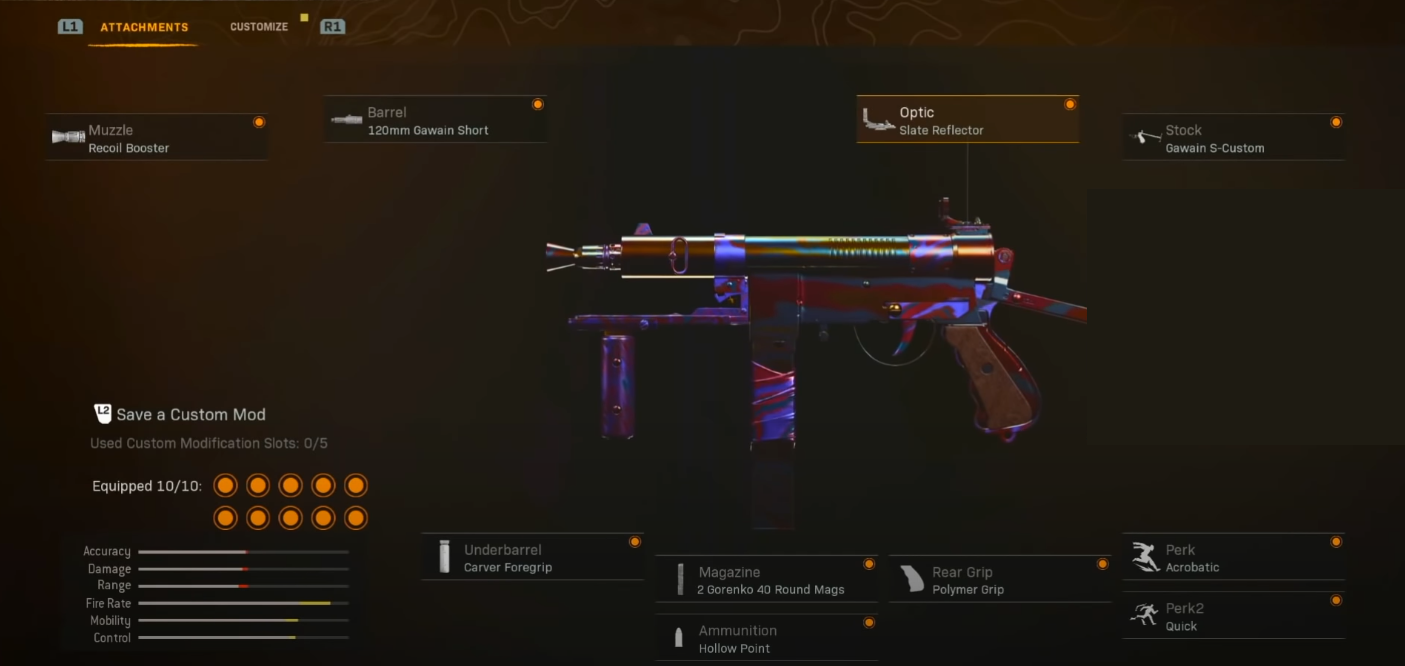 L1 ATTACHMENTS CUSTOMIZE R1
Muzzle
Recoil Booster
Barrel
120mm Gawain Short
Optic
Slate Reflector
Stock
Gawain S-Custom
L2 Save a Custom Mod
Used Custom Modification Slots: 0/5
Equipped 10/10:
Accuracy
Damage
Range
Fire Rate
Mobility
Control
Underbarrel
Carver Foregrip
Magazine
2 Gorenko 40 Round Mags
Ammunition
Hollow Point
Rear Grip
Polymer Grip
Perk
Acrobatic
Perk2
Quick